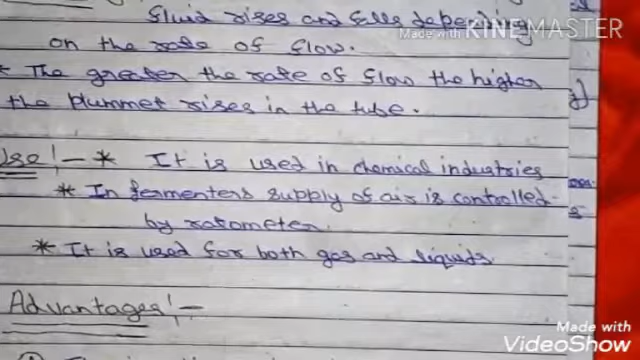 fluid rises and falls depending
Made with KINEMASTER
on the rate of flow.
* The greater the rate of flow the higher
the plummet rises in the tube.
Use!- * It is used in chemical industries
* In fermenters supply of air is controlled
by rotometer.
* It is used for both gas and liquids
Advantages!-
Made with
VideoShow